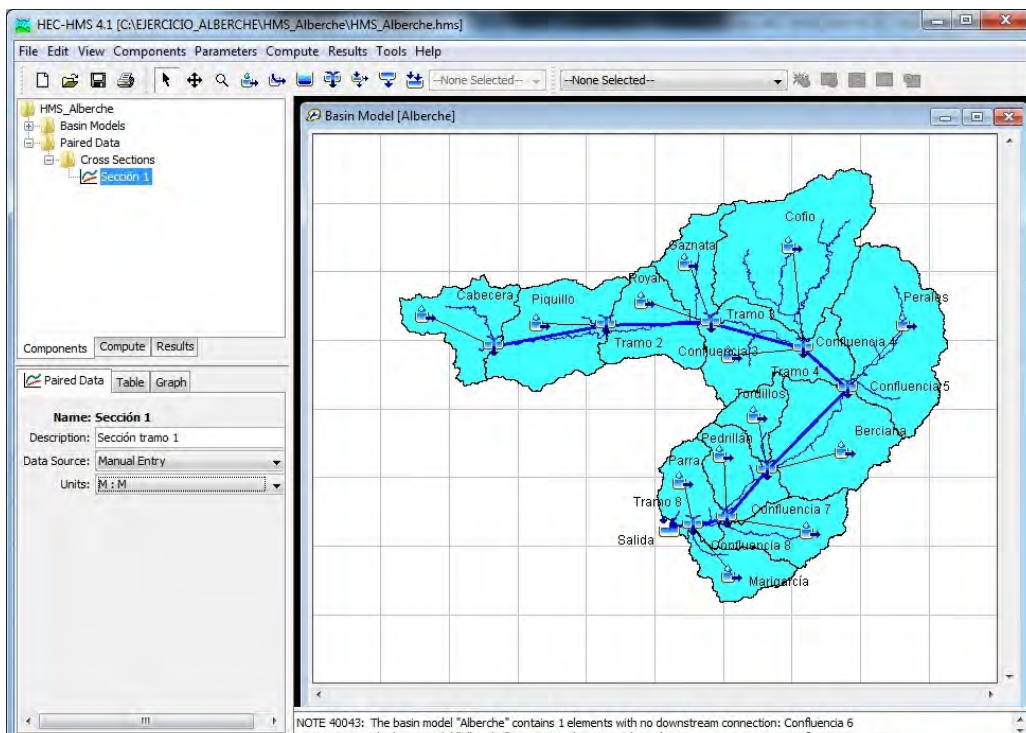 HEC-HMS 4.1 [C:\EJERCICIO_ALBERCHE\HMS_Alberche\HMS_Alberche.hms]
File Edit View Components Parameters Compute Results Tools Help
--None Selected-- --None Selected--
HMS_Alberche
Basin Models
Paired Data
Cross Sections
Sección 1
Components Compute Results
Paired Data Table Graph
Name: Sección 1
Description: Sección tramo 1
Data Source: Manual Entry
Units: M : M
Basin Model [Alberche]
Cofio
Gaznata
Royal
Cabecera
Piquillo
Perales
Tramo 3
Tramo 2
Confluencia 3
Confluencia 4
Tramo 4
Confluencia 5
Tordillos
Berciana
Pedrillán
Parra
Tramo 8
Confluencia 7
Salida
Confluencia 8
Marigarcía
NOTE 40043: The basin model "Alberche" contains 1 elements with no downstream connection: Confluencia 6